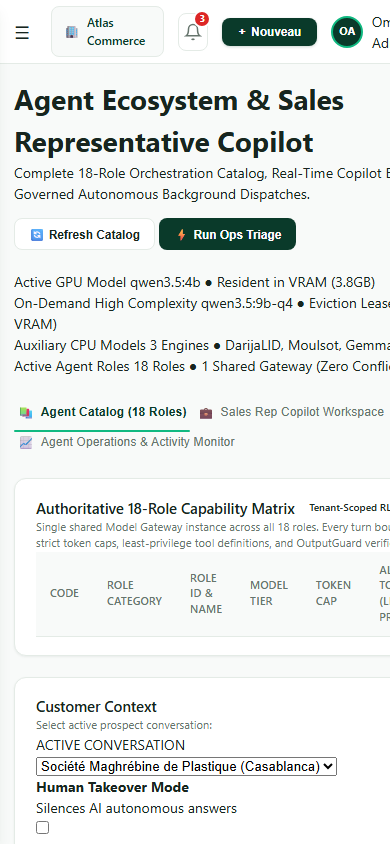 ☰
Atlas
Commerce
3
+ Nouveau
OA
Agent Ecosystem & Sales
Representative Copilot
Complete 18-Role Orchestration Catalog, Real-Time Copilot
Governed Autonomous Background Dispatches.
Refresh Catalog
Run Ops Triage
Active GPU Model qwen3.5:4b ● Resident in VRAM (3.8GB)
On-Demand High Complexity qwen3.5:9b-q4 ● Eviction Lease
VRAM)
Auxiliary CPU Models 3 Engines ● DarijaLID, Moulsot, Gemma
Active Agent Roles 18 Roles ● 1 Shared Gateway (Zero
Agent Catalog (18 Roles)
Sales Rep Copilot Workspace
Agent Operations & Activity Monitor
Authoritative 18-Role Capability Matrix
Tenant-Scoped
Single shared Model Gateway instance across all 18 roles. Every turn
strict token caps, least-privilege tool definitions, and OutputGuard
CODE
ROLE
CATEGORY
ROLE
ID &
NAME
MODEL
TIER
TOKEN
CAP
Customer Context
Select active prospect conversation:
ACTIVE CONVERSATION
Société Maghrébine de Plastique (Casablanca)
Human Takeover Mode
Silences AI autonomous answers